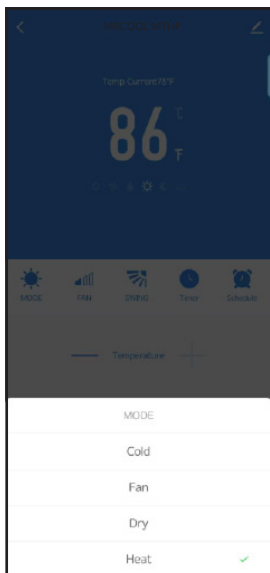 Temp Current73°F
86
°C
°F
MODE
FAN
SWING
Timer
Schedule
Temperature
MODE
Cold
Fan
Dry
Heat